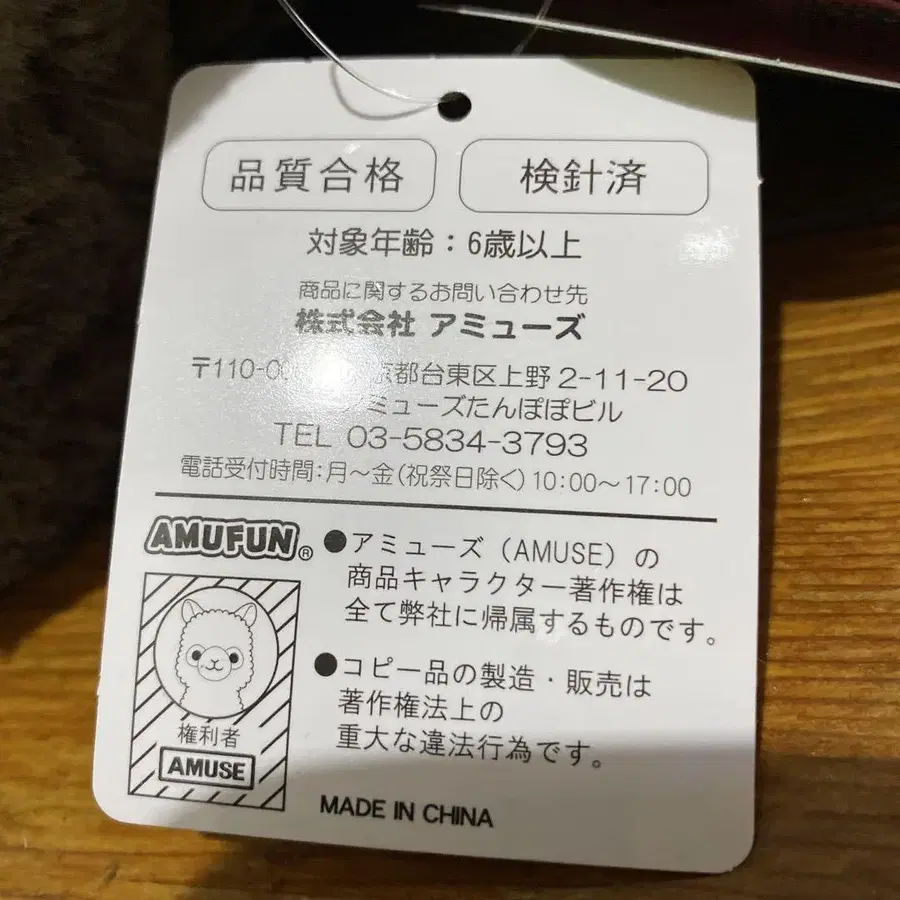 品質合格
検針済
対象年齢：6歳以上
商品に関するお問い合わせ先
株式会社 アミューズ
〒110-0 京都台東区上野 2-11-20
ミューズたんぽぽビル
TEL 03-5834-3793
電話受付時間：月〜金(祝祭日除く)10:00〜17:00
AMUFUN®
●アミューズ（AMUSE）の
商品キャラクター著作権は
全て弊社に帰属するものです。
●コピー品の製造・販売は
著作権法上の
重大な違法行為です。
権利者
AMUSE
MADE IN CHINA